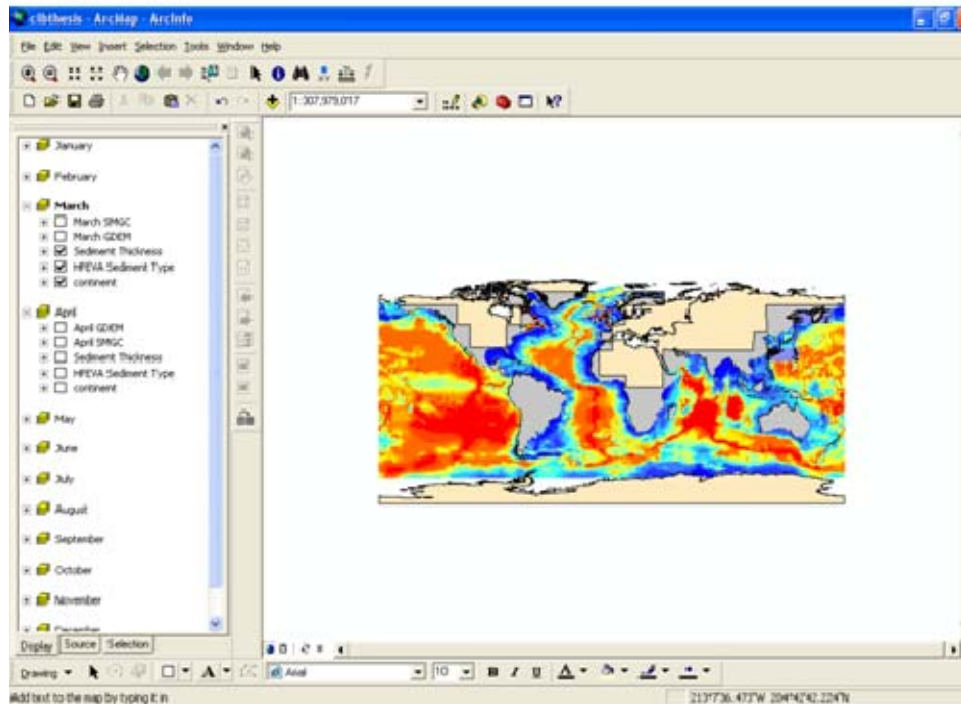 clbthesis - ArcMap - ArcInfo
File Edit View Insert Selection Tools Window Help
1:307,979,017
January
February
March
March SMGC
March GDEM
Sediment Thickness
HFEVA Sediment Type
continent
April
April GDEM
April SMGC
Sediment Thickness
HFEVA Sediment Type
continent
May
June
July
August
September
October
November
December
Display Source Selection
Drawing A Arial 10 B I U A
Add text to the map by typing it in